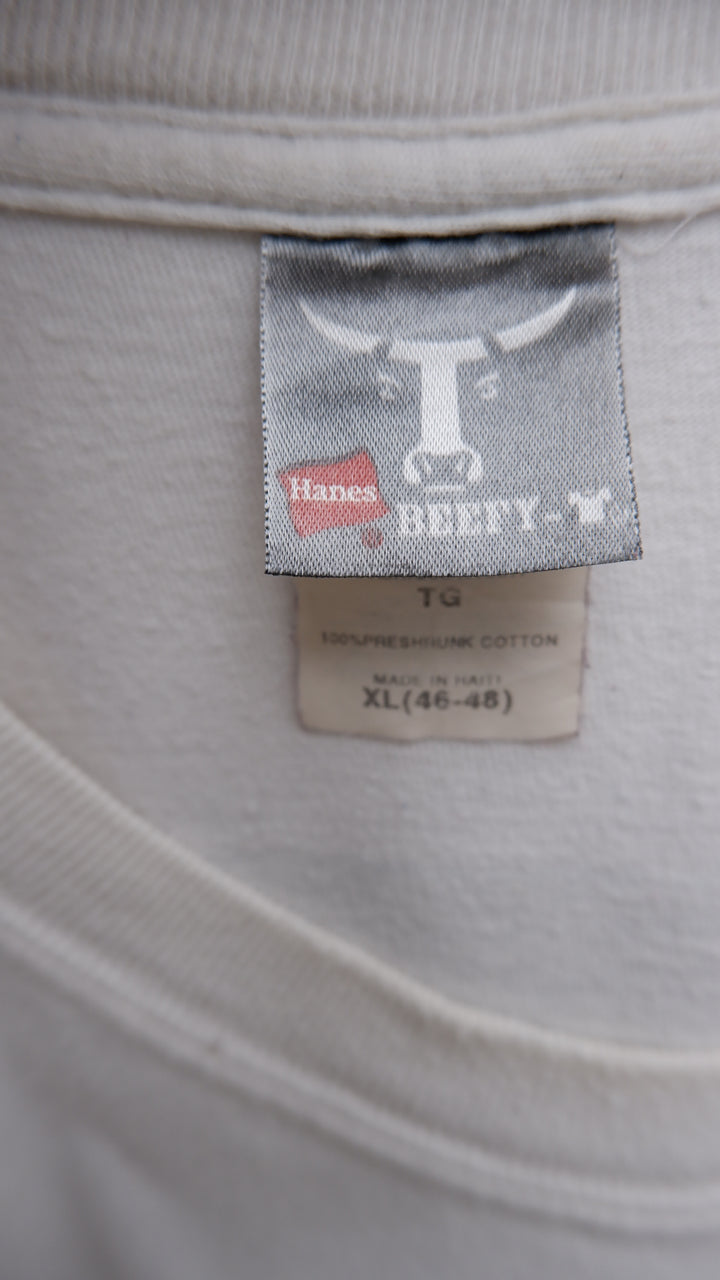 Hanes
BEEFY-
TG
100%PRESHRUNK COTTON
MADE IN HAITI
XL(46-48)